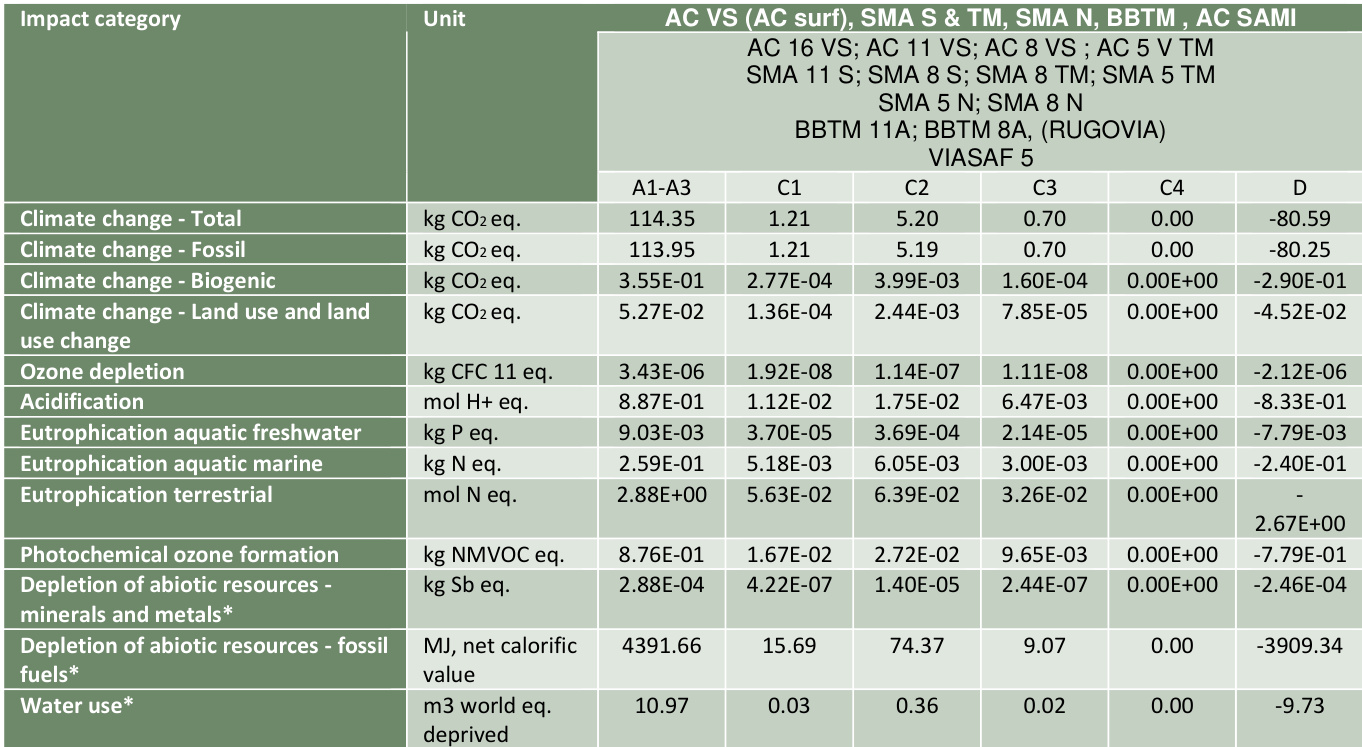 Impact category Unit AC VS (AC surf), SMA S & TM, SMA N, BBTM , AC SAMI
AC 16 VS; AC 11 VS; AC 8 VS ; AC 5 V TM
SMA 11 S; SMA 8 S; SMA 8 TM; SMA 5 TM
SMA 5 N; SMA 8 N
BBTM 11A; BBTM 8A, (RUGOVIA)
VIASAF 5
A1-A3 C1 C2 C3 C4 D
Climate change - Total kg CO2 eq. 114.35 1.21 5.20 0.70 0.00 -80.59
Climate change - Fossil kg CO2 eq. 113.95 1.21 5.19 0.70 0.00 -80.25
Climate change - Biogenic kg CO2 eq. 3.55E-01 2.77E-04 3.99E-03 1.60E-04 0.00E+00 -2.90E-01
Climate change - Land use and land kg CO2 eq. 5.27E-02 1.36E-04 2.44E-03 7.85E-05 0.00E+00 -4.52E-02
use change
Ozone depletion kg CFC 11 eq. 3.43E-06 1.92E-08 1.14E-07 1.11E-08 0.00E+00 -2.12E-06
Acidification mol H+ eq. 8.87E-01 1.12E-02 1.75E-02 6.47E-03 0.00E+00 -8.33E-01
Eutrophication aquatic freshwater kg P eq. 9.03E-03 3.70E-05 3.69E-04 2.14E-05 0.00E+00 -7.79E-03
Eutrophication aquatic marine kg N eq. 2.59E-01 5.18E-03 6.05E-03 3.00E-03 0.00E+00 -2.40E-01
Eutrophication terrestrial mol N eq. 2.88E+00 5.63E-02 6.39E-02 3.26E-02 0.00E+00 -
2.67E+00
Photochemical ozone formation kg NMVOC eq. 8.76E-01 1.67E-02 2.72E-02 9.65E-03 0.00E+00 -7.79E-01
Depletion of abiotic resources - kg Sb eq. 2.88E-04 4.22E-07 1.40E-05 2.44E-07 0.00E+00 -2.46E-04
minerals and metals*
Depletion of abiotic resources - fossil MJ, net calorific 4391.66 15.69 74.37 9.07 0.00 -3909.34
fuels* value
Water use* m3 world eq. 10.97 0.03 0.36 0.02 0.00 -9.73
deprived